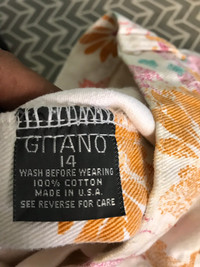 GITANO
14
WASH BEFORE WEARING
100% COTTON
MADE IN U.S.A.
SEE REVERSE FOR CARE